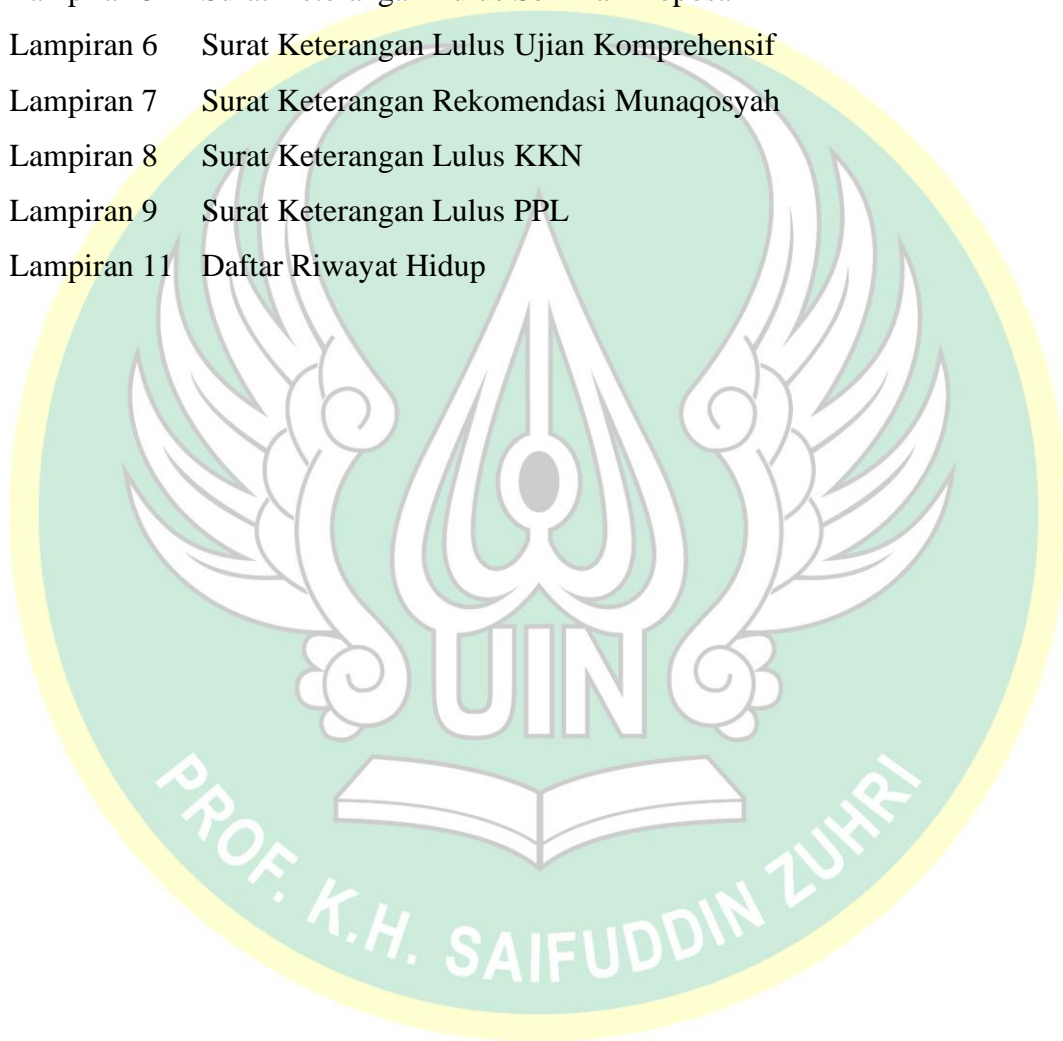 Lampiran 6 Surat Keterangan Lulus Ujian Komprehensif
Lampiran 7 Surat Keterangan Rekomendasi Munaqosyah
Lampiran 8 Surat Keterangan Lulus KKN
Lampiran 9 Surat Keterangan Lulus PPL
Lampiran 11 Daftar Riwayat Hidup
UIN
PROF. K.H. SAIFUDDIN ZUHRI